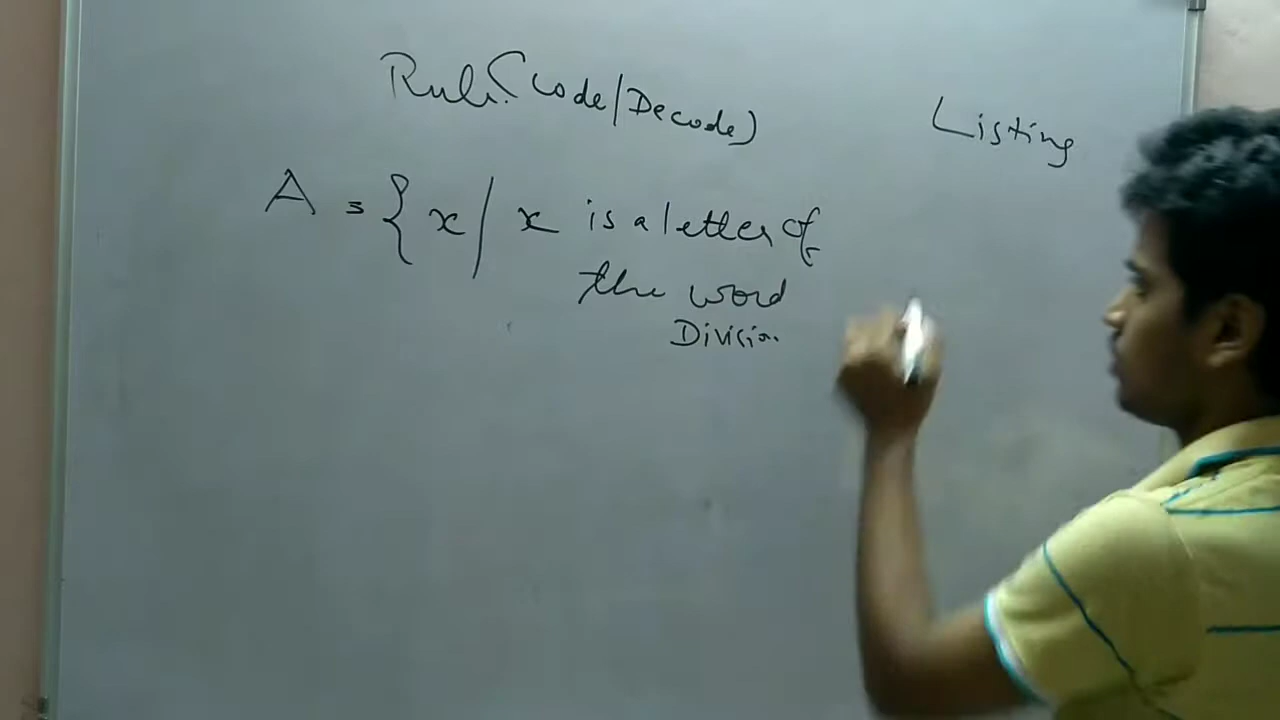 Rule (Code/Decode) Listing
A = { x / x is a letter of
the word
Division